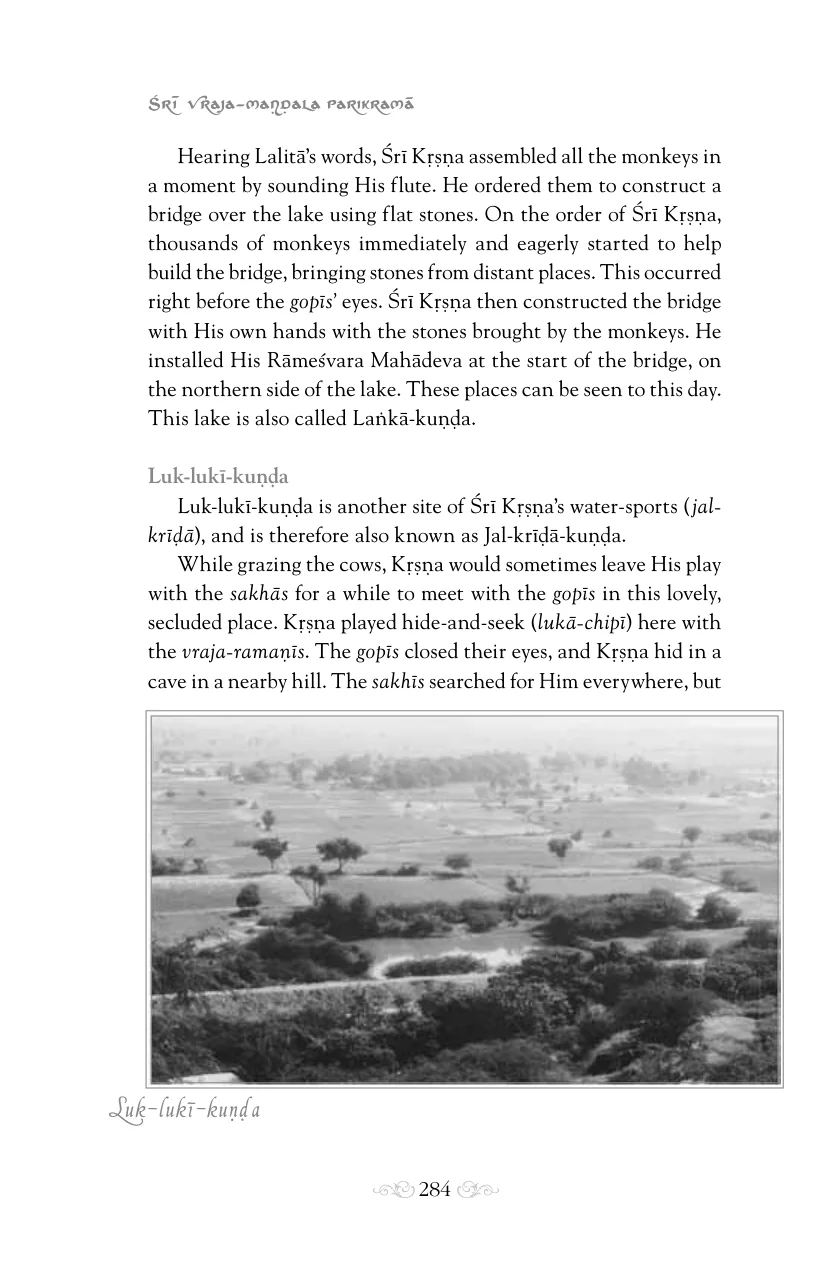 Śrī Vraja-maṇḍala Parikramā
Hearing Lalitā’s words, Śrī Kṛṣṇa assembled all the monkeys in
a moment by sounding His flute. He ordered them to construct a
bridge over the lake using flat stones. On the order of Śrī Kṛṣṇa,
thousands of monkeys immediately and eagerly started to help
build the bridge, bringing stones from distant places. This occurred
right before the gopīs’ eyes. Śrī Kṛṣṇa then constructed the bridge
with His own hands with the stones brought by the monkeys. He
installed His Rāmeśvara Mahādeva at the start of the bridge, on
the northern side of the lake. These places can be seen to this day.
This lake is also called Laṅkā-kuṇḍa.
Luk-lukī-kuṇḍa
Luk-lukī-kuṇḍa is another site of Śrī Kṛṣṇa’s water-sports (jal-
krīḍā), and is therefore also known as Jal-krīḍā-kuṇḍa.
While grazing the cows, Kṛṣṇa would sometimes leave His play
with the sakhās for a while to meet with the gopīs in this lovely,
secluded place. Kṛṣṇa played hide-and-seek (lukā-chipī) here with
the vraja-ramaṇīs. The gopīs closed their eyes, and Kṛṣṇa hid in a
cave in a nearby hill. The sakhīs searched for Him everywhere, but
Luk-lukī-kuṇḍa
284